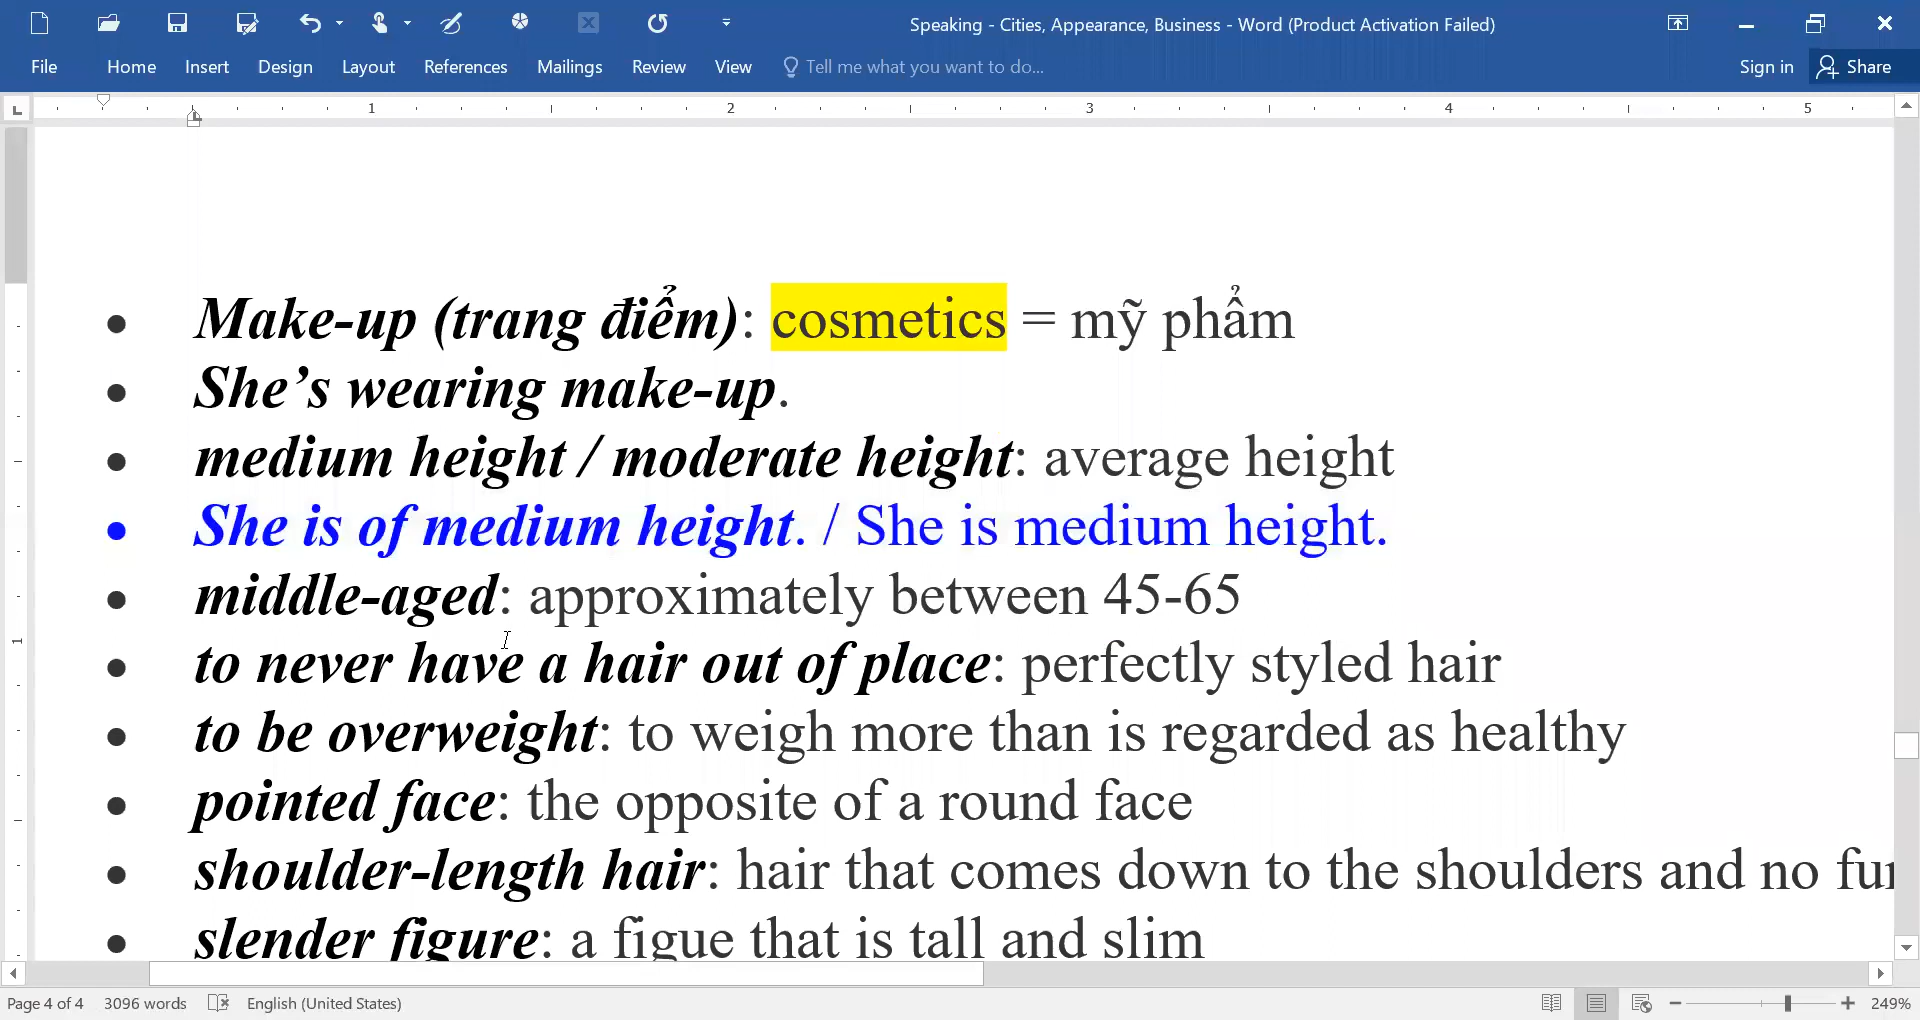 Speaking - Cities, Appearance, Business - Word (Product Activation Failed)
File Home Insert Design Layout References Mailings Review View Tell me what you want to do... Sign in Share
1 2 3 4 5
Make-up (trang điểm): cosmetics = mỹ phẩm
She’s wearing make-up.
medium height / moderate height: average height
She is of medium height. / She is medium height.
middle-aged: approximately between 45-65
to never have a hair out of place: perfectly styled hair
to be overweight: to weigh more than is regarded as healthy
pointed face: the opposite of a round face
shoulder-length hair: hair that comes down to the shoulders and no
slender figure: a figue that is tall and slim
1
Page 4 of 4 3096 words English (United States) 249%